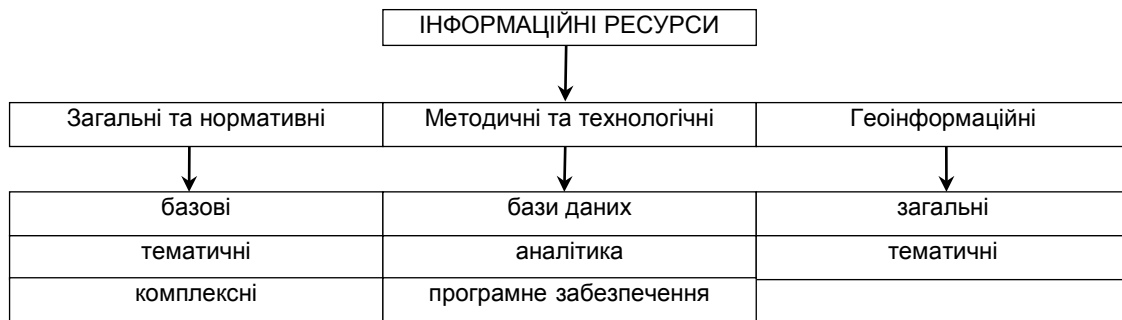 ІНФОРМАЦІЙНІ РЕСУРСИ
Загальні та нормативні
Методичні та технологічні
Геоінформаційні
базові
бази даних
загальні
тематичні
аналітика
тематичні
комплексні
програмне забезпечення